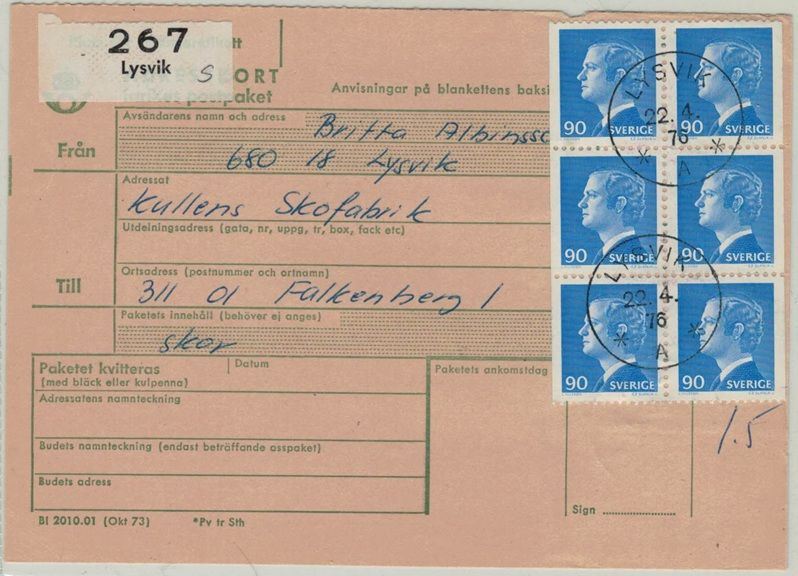 267
Lysvik S
KORT
postpaket
Anvisningar på blankettens baksi
Från
Avsändarens namn och adress
Britta Albinsso
680 18 Lysvik
Adressat
Kullens Skofabrik
Utdelningsadress (gata, nr, uppg, tr, box, fack etc)
Till
Ortsadress (postnummer och ortnamn)
311 01 Falkenberg 1
Paketets innehåll (behöver ej anges)
skor
Paketet kvitteras
(med bläck eller kulpenna)
Datum
Paketets ankomstdag
Adressatens namnteckning
Budets namnteckning (endast beträffande asspaket)
Budets adress
Sign
Bl 2010.01 (Okt 73) *Pv tr Sth
90 SVERIGE
90 SVERIGE
90 SVERIGE
90 SVERIGE
90 SVERIGE
90 SVERIGE
LYSVIK
22.4.
76
* A *
LYSVIK
22.4.
76
* A *
1.5